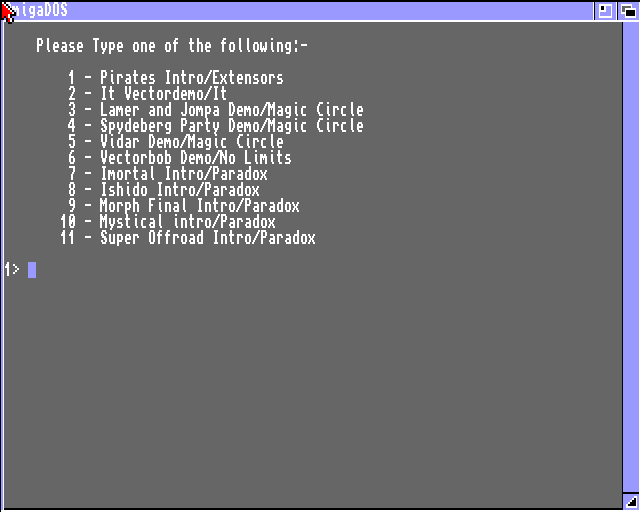 AmigaDOS
Please Type one of the following:-
1 - Pirates Intro/Extensors
2 - It Vectordemo/It
3 - Lamer and Jompa Demo/Magic Circle
4 - Spydeberg Party Demo/Magic Circle
5 - Vidar Demo/Magic Circle
6 - Vectorbob Demo/No Limits
7 - Imortal Intro/Paradox
8 - Ishido Intro/Paradox
9 - Morph Final Intro/Paradox
10 - Mystical intro/Paradox
11 - Super Offroad Intro/Paradox
1>